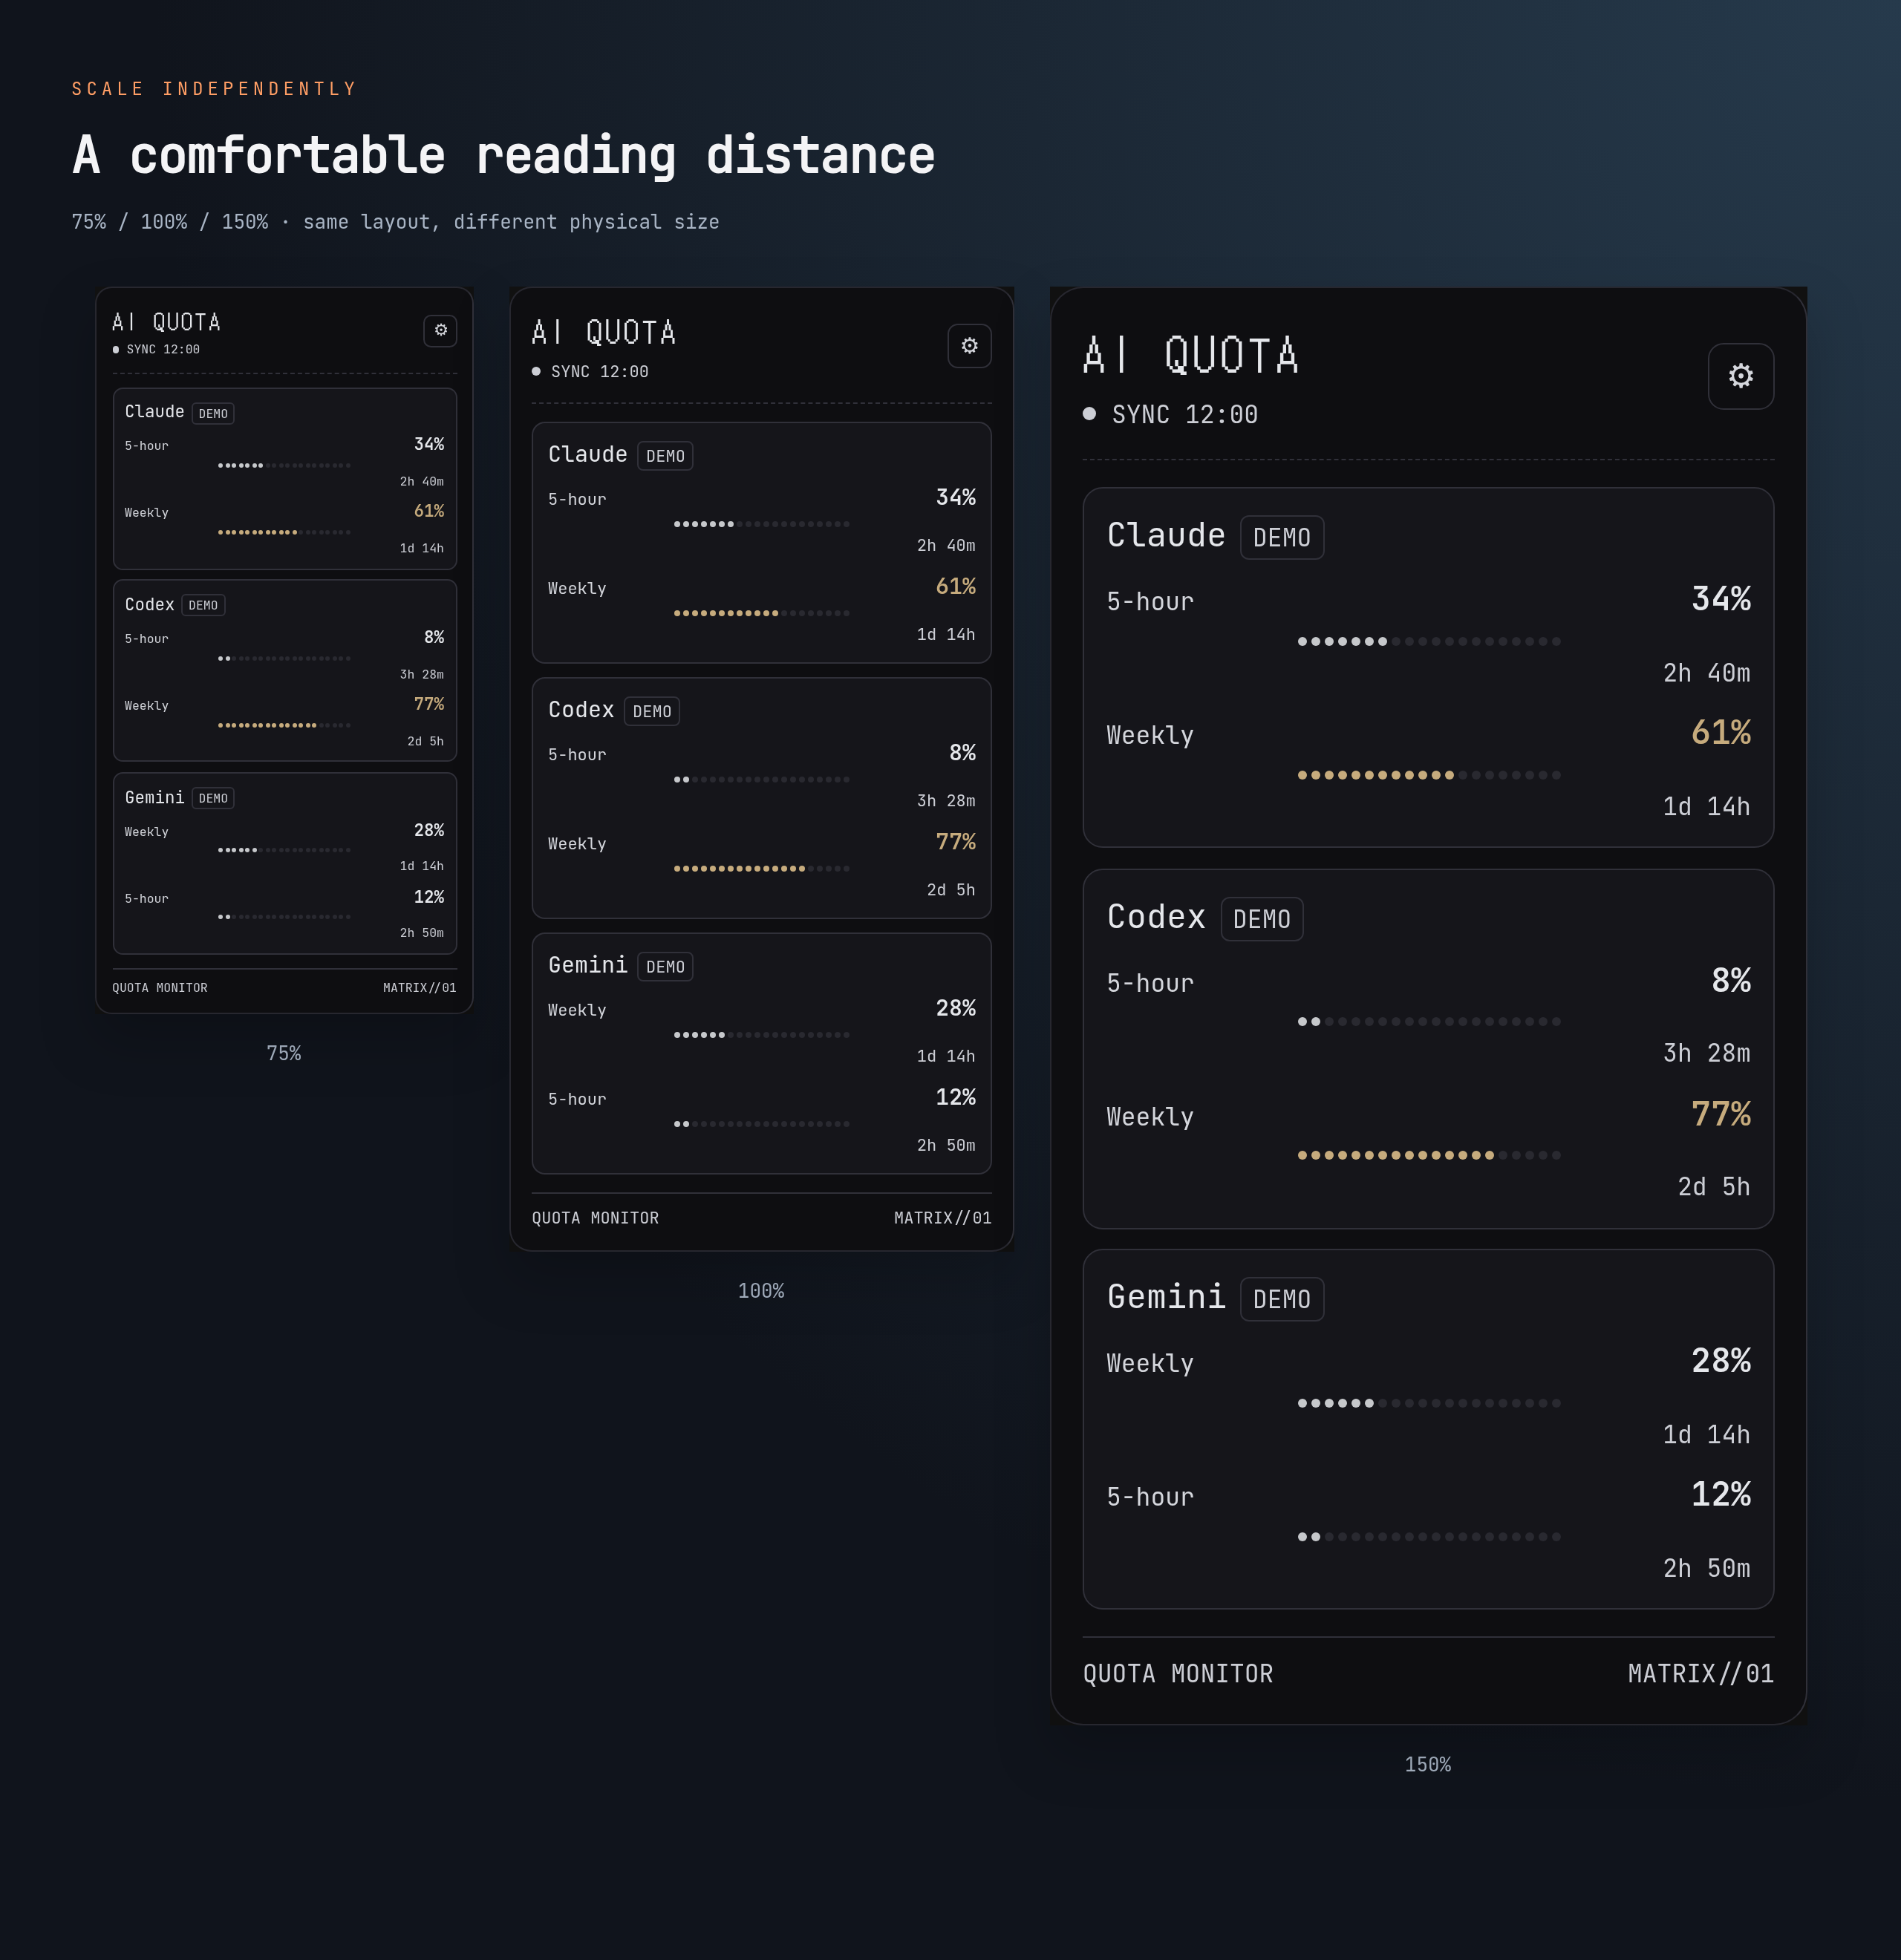 SCALE INDEPENDENTLY
A comfortable reading distance
75% / 100% / 150% · same layout, different physical size
AI QUOTA
SYNC 12:00
Claude DEMO
5-hour 34%
2h 40m
Weekly 61%
1d 14h
Codex DEMO
5-hour 8%
3h 28m
Weekly 77%
2d 5h
Gemini DEMO
Weekly 28%
1d 14h
5-hour 12%
2h 50m
QUOTA MONITOR MATRIX//01
75%
AI QUOTA
SYNC 12:00
Claude DEMO
5-hour 34%
2h 40m
Weekly 61%
1d 14h
Codex DEMO
5-hour 8%
3h 28m
Weekly 77%
2d 5h
Gemini DEMO
Weekly 28%
1d 14h
5-hour 12%
2h 50m
QUOTA MONITOR MATRIX//01
100%
AI QUOTA
SYNC 12:00
Claude DEMO
5-hour 34%
2h 40m
Weekly 61%
1d 14h
Codex DEMO
5-hour 8%
3h 28m
Weekly 77%
2d 5h
Gemini DEMO
Weekly 28%
1d 14h
5-hour 12%
2h 50m
QUOTA MONITOR MATRIX//01
150%